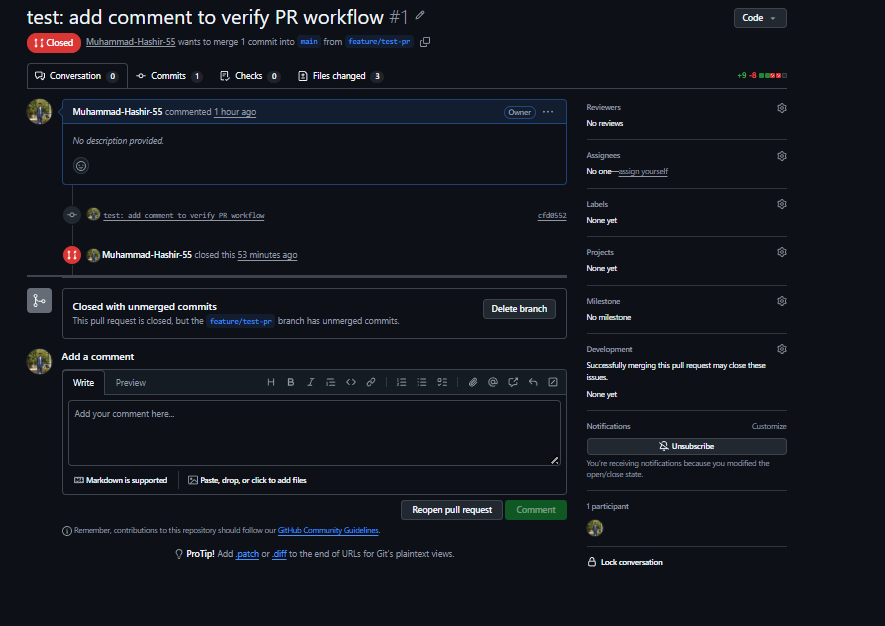 test: add comment to verify PR workflow #1
Code
Closed Muhammad-Hashir-55 wants to merge 1 commit into main from feature/test-pr
Conversation 0 Commits 1 Checks 0 Files changed 3
+9 -8
Muhammad-Hashir-55 commented 1 hour ago
Owner
No description provided.
test: add comment to verify PR workflow
cfd0552
Muhammad-Hashir-55 closed this 53 minutes ago
Closed with unmerged commits
This pull request is closed, but the feature/test-pr branch has unmerged commits.
Delete branch
Add a comment
Write Preview
Add your comment here...
Markdown is supported
Paste, drop, or click to add files
Reopen pull request
Comment
Remember, contributions to this repository should follow our GitHub Community Guidelines.
ProTip! Add .patch or .diff to the end of URLs for Git's plaintext views.
Reviewers
No reviews
Assignees
No one—assign yourself
Labels
None yet
Projects
None yet
Milestone
No milestone
Development
Successfully merging this pull request may close these
issues.
None yet
Notifications
Customize
Unsubscribe
You're receiving notifications because you modified the
open/close state.
1 participant
Lock conversation